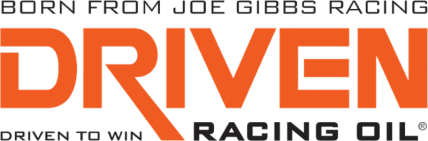 BORN FROM JOE GIBBS RACING
DRIVEN
DRIVEN TO WIN RACING OIL®